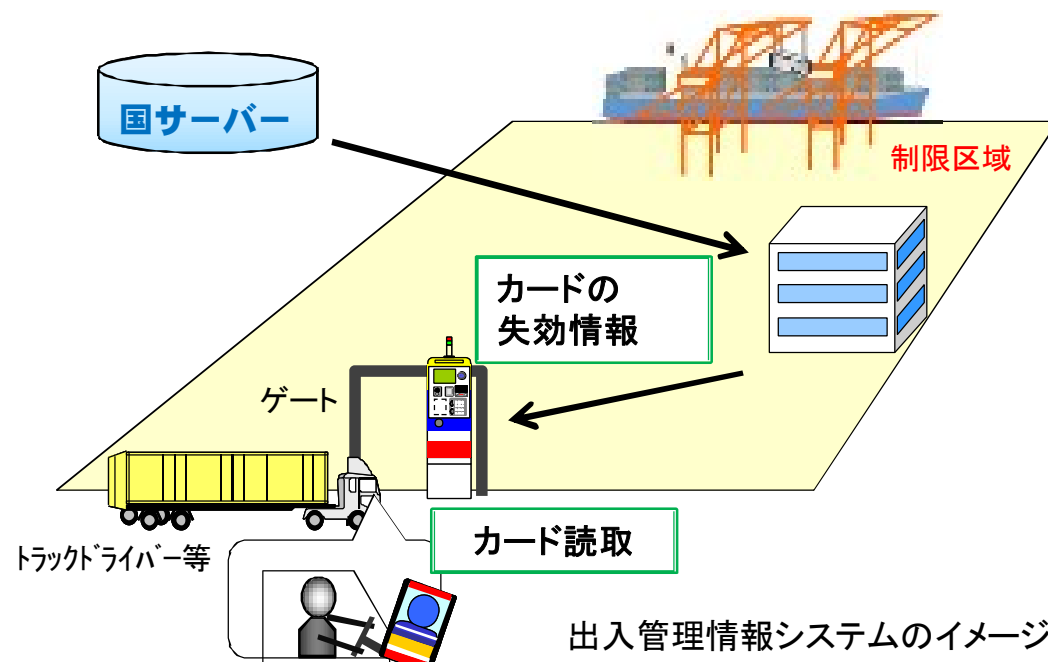 国サーバー
制限区域
カードの
失効情報
ゲート
カード読取
トラックドライバー等
出入管理情報システムのイメージ